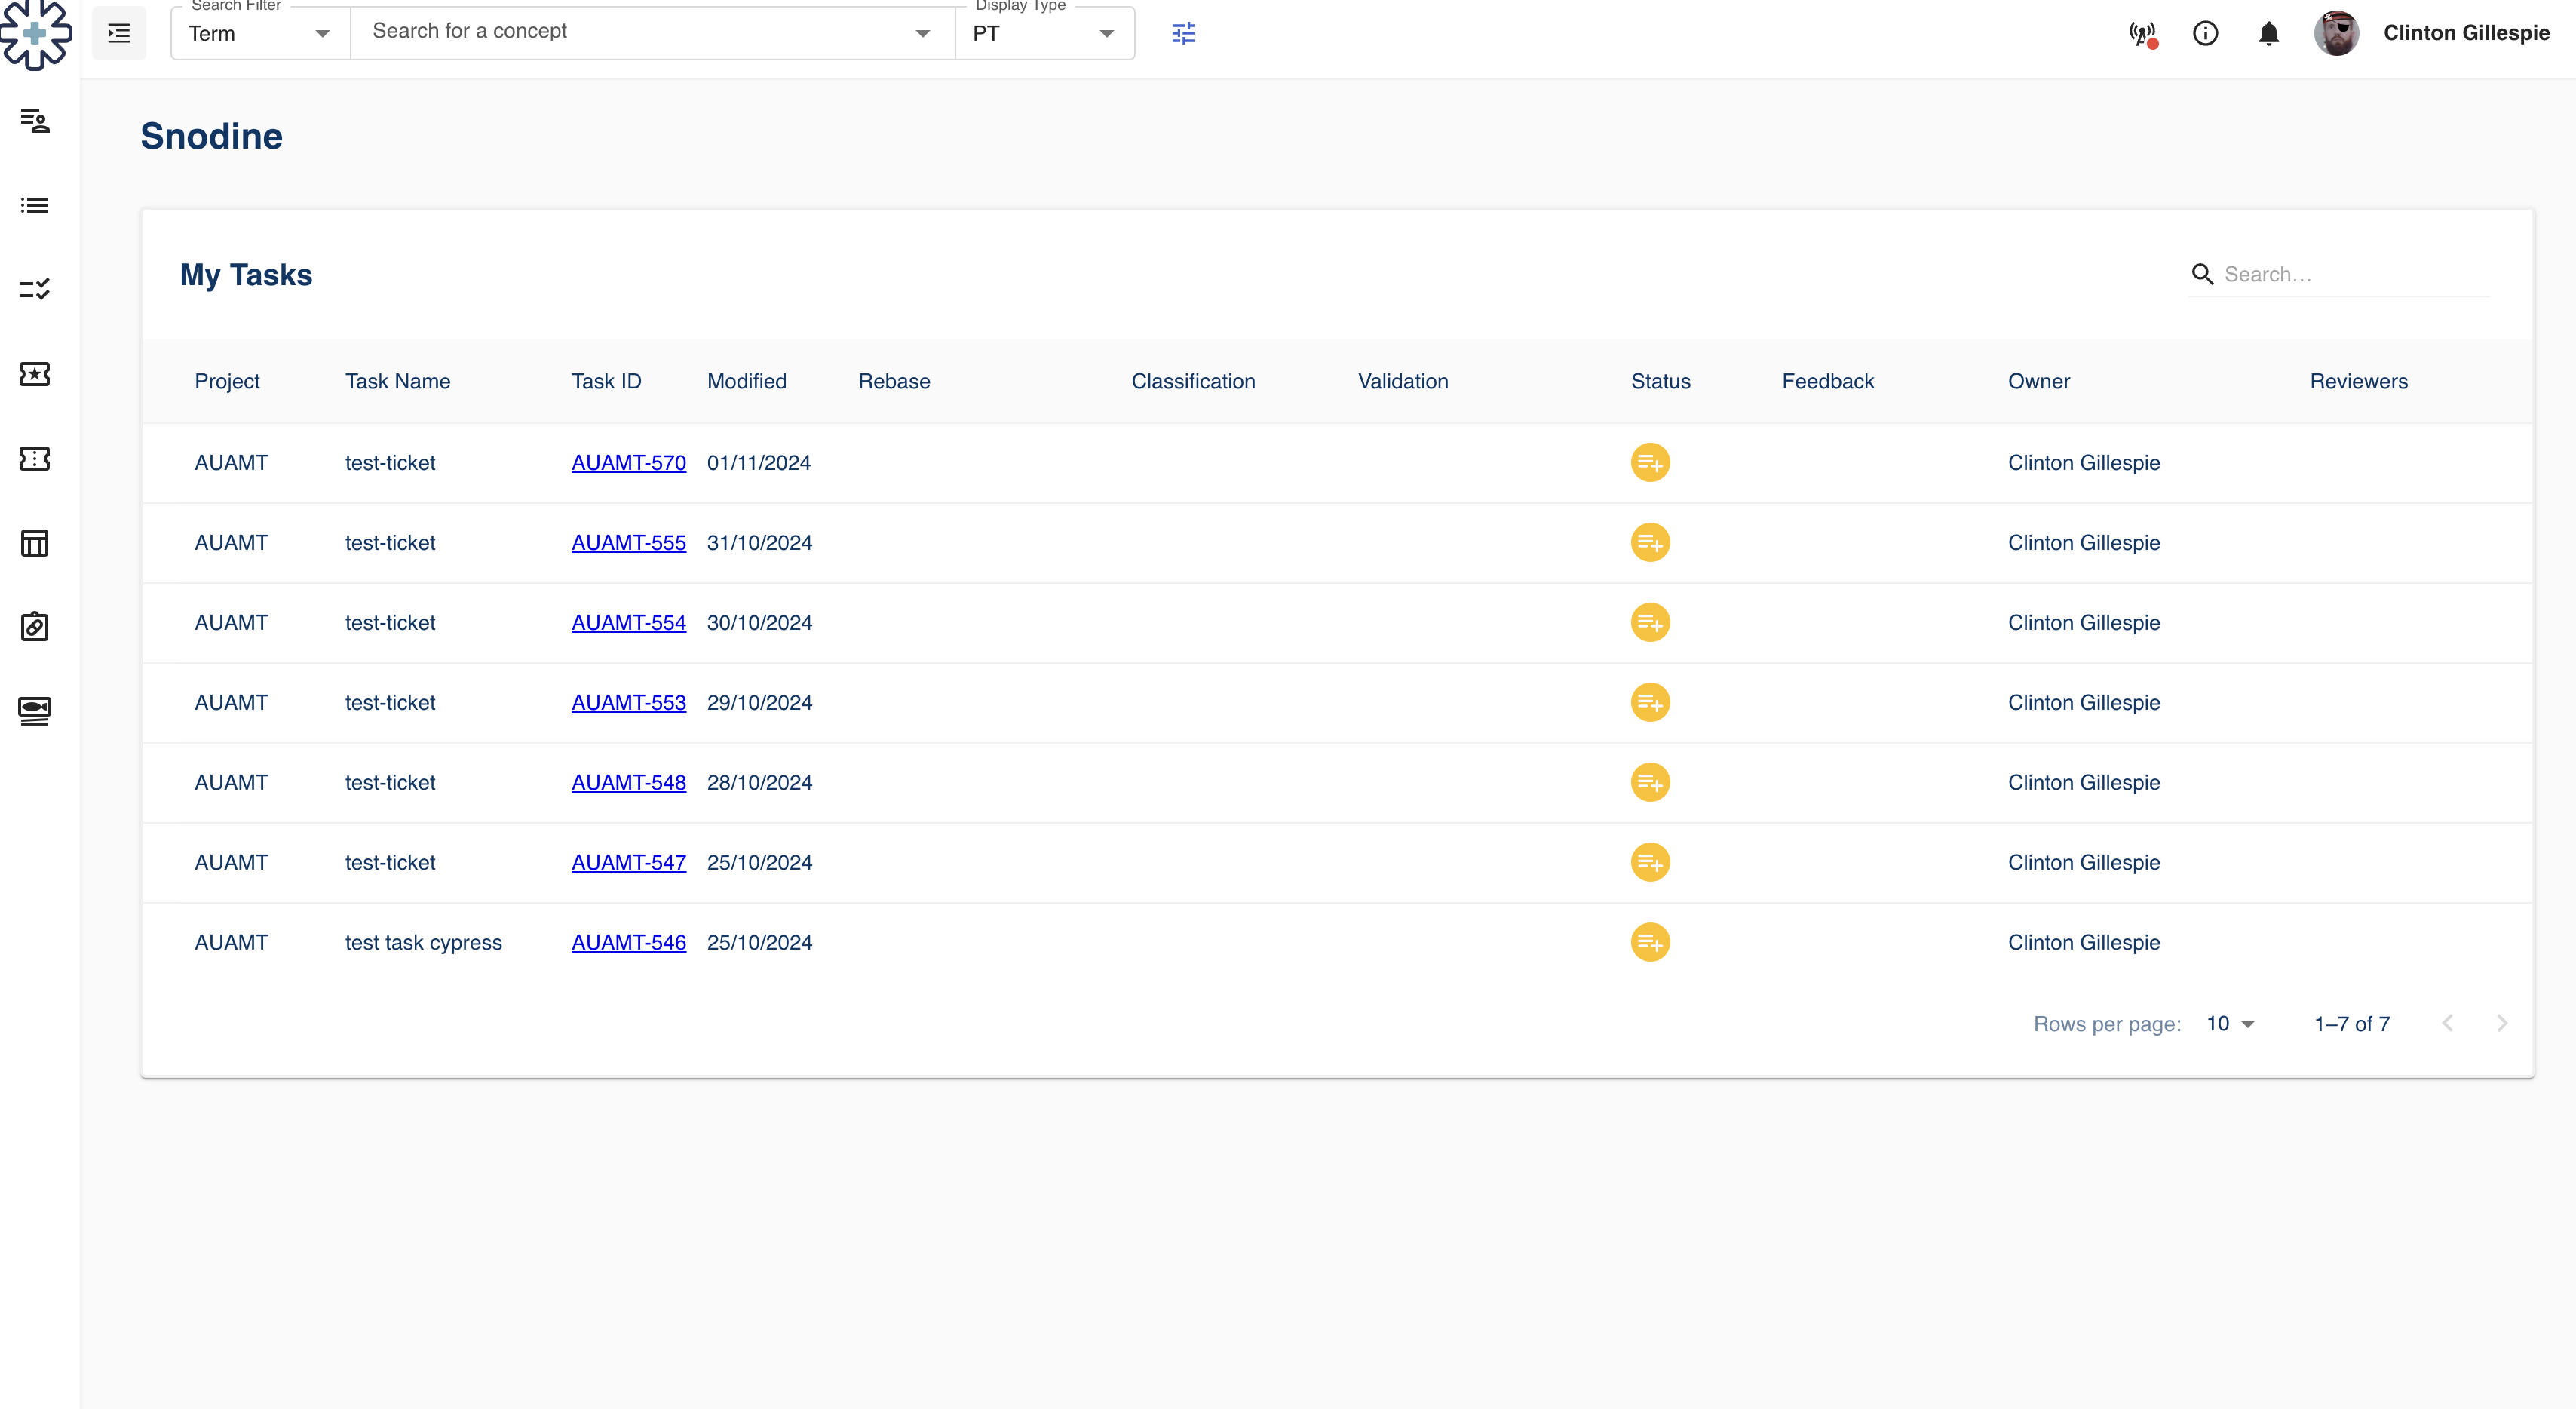 Search Filter
Term
Search for a concept
Display Type
PT
Clinton Gillespie
Snodine
My Tasks
Search…
Project Task Name Task ID Modified Rebase Classification Validation Status Feedback Owner Reviewers
AUAMT test-ticket AUAMT-570 01/11/2024 Clinton Gillespie
AUAMT test-ticket AUAMT-555 31/10/2024 Clinton Gillespie
AUAMT test-ticket AUAMT-554 30/10/2024 Clinton Gillespie
AUAMT test-ticket AUAMT-553 29/10/2024 Clinton Gillespie
AUAMT test-ticket AUAMT-548 28/10/2024 Clinton Gillespie
AUAMT test-ticket AUAMT-547 25/10/2024 Clinton Gillespie
AUAMT test task cypress AUAMT-546 25/10/2024 Clinton Gillespie
Rows per page: 10 1–7 of 7